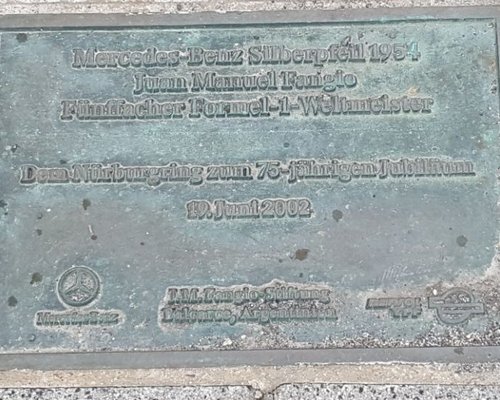 Mercedes-Benz Silberpfeil 1954
Juan Manuel Fangio
Fünffacher Formel-1-Weltmeister
Dem Nürburgring zum 75-jährigen Jubiläum
19. Juni 2002
J.M. Fangio-Stiftung
Balcarce, Argentinien
Mercedes-Benz